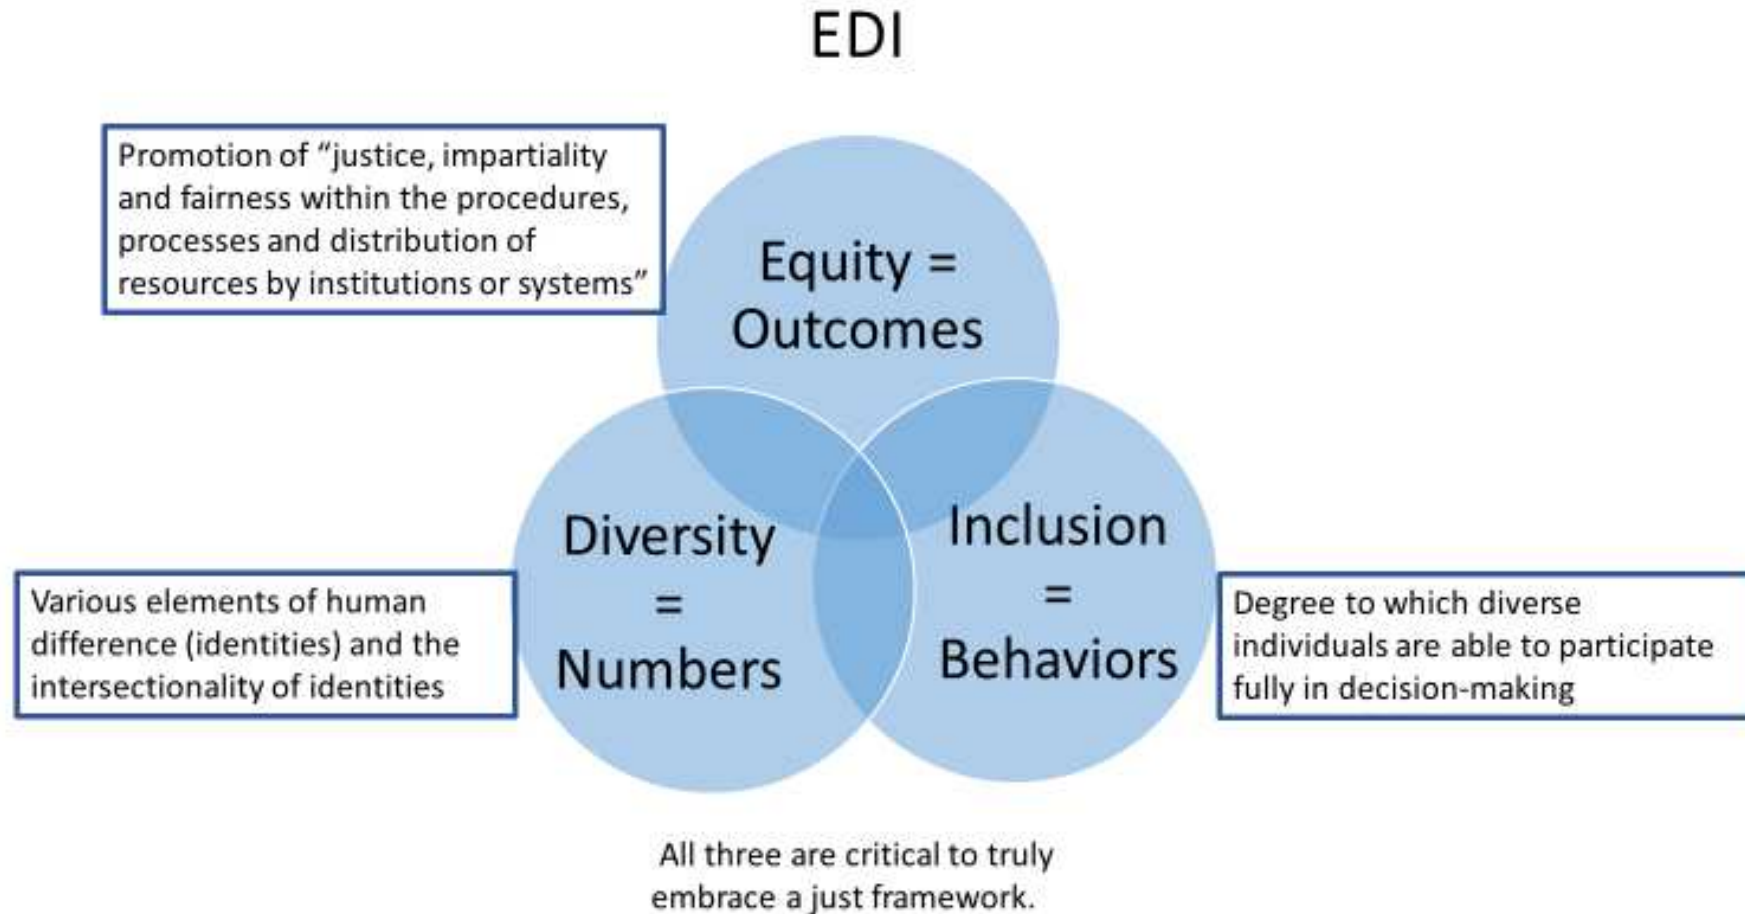 EDI
Promotion of “justice, impartiality
and fairness within the procedures,
processes and distribution of
resources by institutions or systems”
Equity =
Outcomes
Diversity
=
Numbers
Inclusion
=
Behaviors
Various elements of human
difference (identities) and the
intersectionality of identities
Degree to which diverse
individuals are able to participate
fully in decision-making
All three are critical to truly
embrace a just framework.